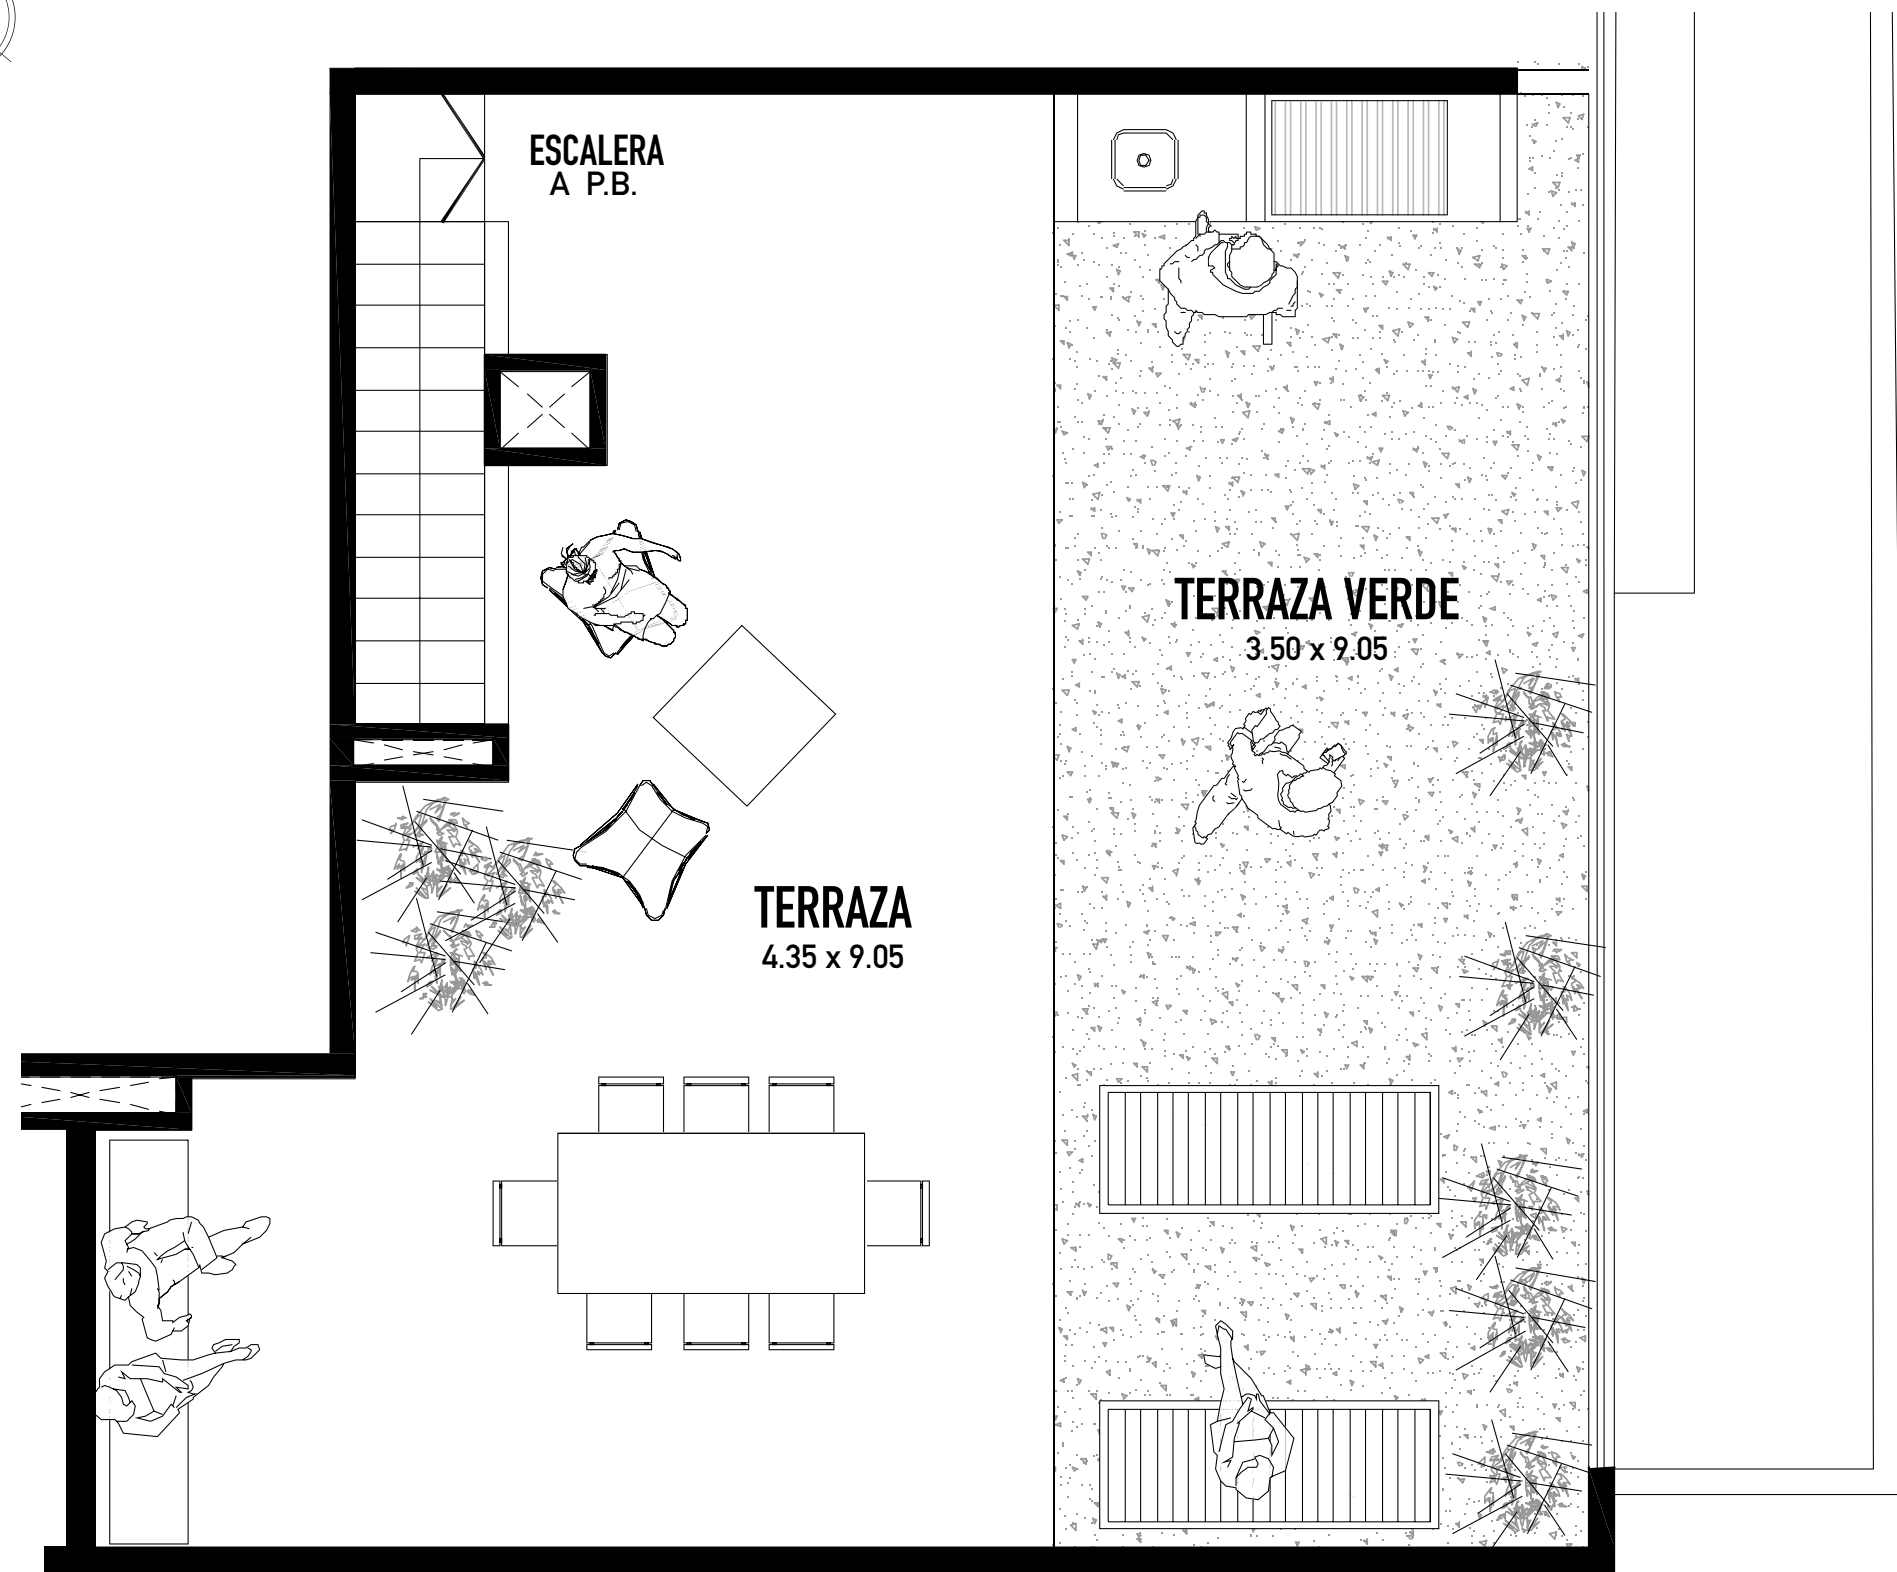 ESCALERA
A P.B.
TERRAZA VERDE
3.50 x 9.05
TERRAZA
4.35 x 9.05